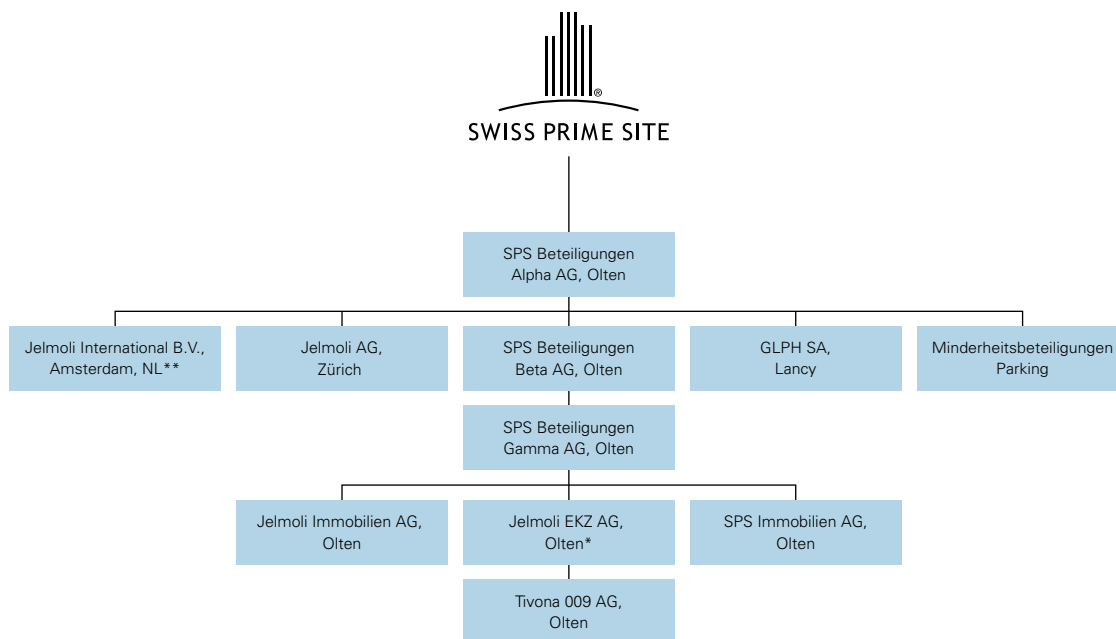 ®
SWISS PRIME SITE
SPS Beteiligungen
Alpha AG, Olten
Jelmoli International B.V.,
Amsterdam, NL**
Jelmoli AG,
Zürich
SPS Beteiligungen
Beta AG, Olten
GLPH SA,
Lancy
Minderheitsbeteiligungen
Parking
SPS Beteiligungen
Gamma AG, Olten
Jelmoli Immobilien AG,
Olten
Jelmoli EKZ AG,
Olten*
SPS Immobilien AG,
Olten
Tivona 009 AG,
Olten